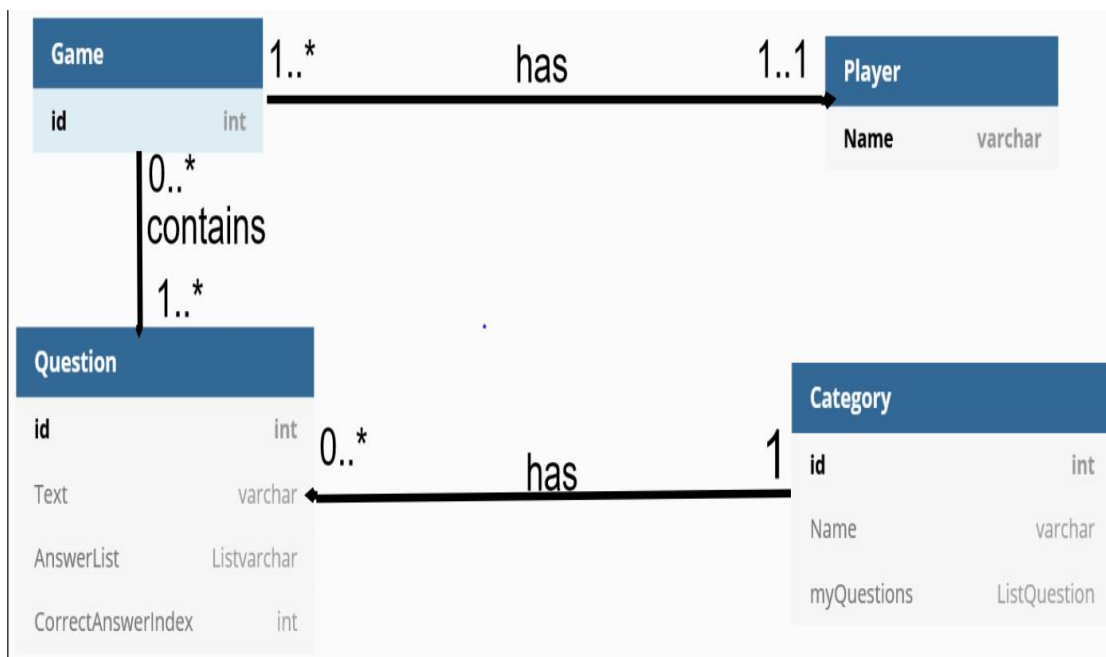 Game
id int
1..* has 1..1
Player
Name varchar
0..*
contains
1..*
Question
id int
Text varchar
AnswerList Listvarchar
CorrectAnswerIndex int
0..* has 1
Category
id int
Name varchar
myQuestions ListQuestion